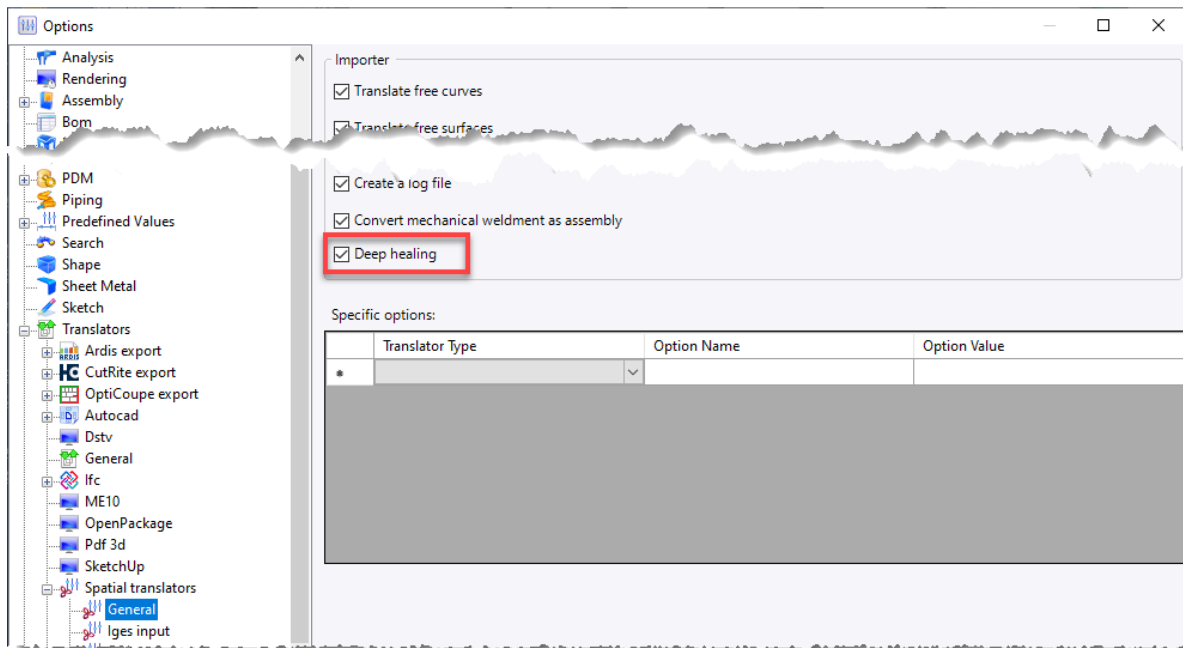 Options
Analysis
Rendering
Assembly
Bom
PDM
Piping
Predefined Values
Search
Shape
Sheet Metal
Sketch
Translators
Ardis export
CutRite export
OptiCoupe export
Autocad
Dstv
General
Ifc
ME10
OpenPackage
Pdf 3d
SketchUp
Spatial translators
General
Iges input
Importer
Translate free curves
Translate free surfaces
Create a log file
Convert mechanical weldment as assembly
Deep healing
Specific options:
Translator Type Option Name Option Value